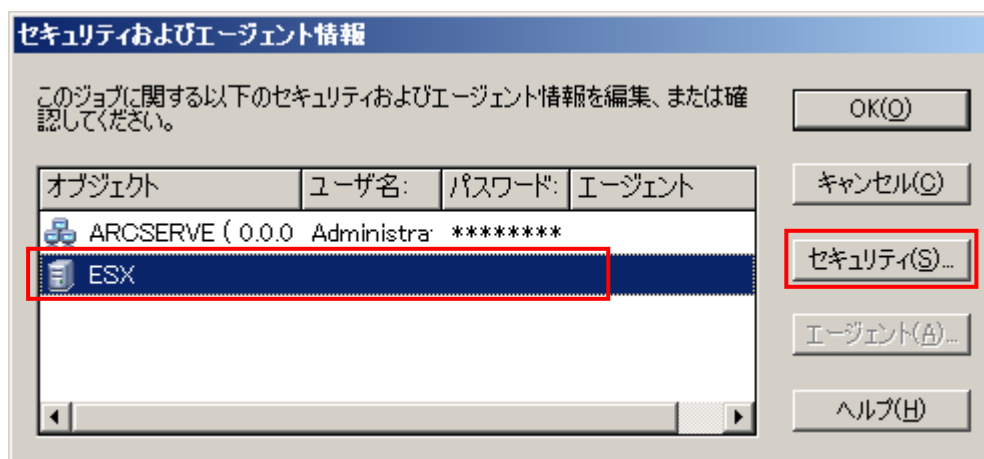 セキュリティおよびエージェント情報
このジョブに関する以下のセキュリティおよびエージェント情報を編集、または確
認してください。
OK(O)
オブジェクト ユーザ名: パスワード: エージェント
キャンセル(C)
ARCSERVE ( 0.0.0 Administra ********
ESX
セキュリティ(S)...
エージェント(A)...
ヘルプ(H)